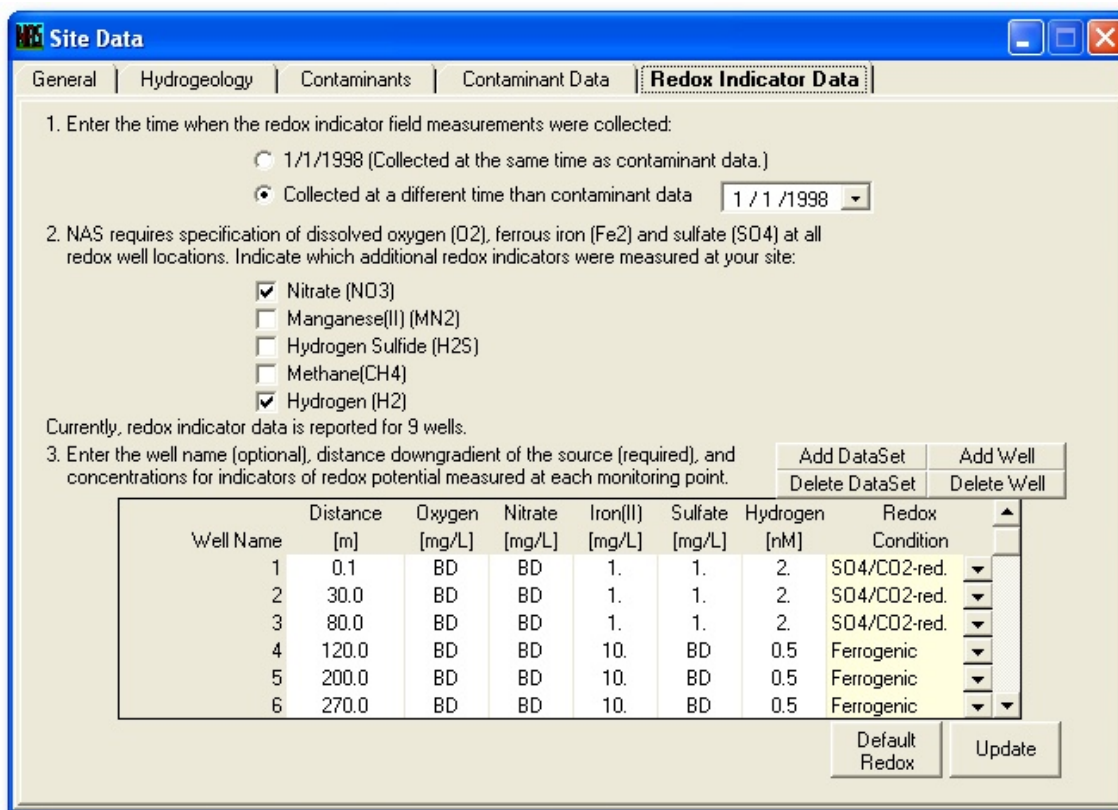 NAS Site Data
General Hydrogeology Contaminants Contaminant Data Redox Indicator Data
1. Enter the time when the redox indicator field measurements were collected:
1/1/1998 (Collected at the same time as contaminant data.)
Collected at a different time than contaminant data 1 / 1 /1998
2. NAS requires specification of dissolved oxygen (O2), ferrous iron (Fe2) and sulfate (SO4) at all
redox well locations. Indicate which additional redox indicators were measured at your site:
Nitrate (NO3)
Manganese(II) (MN2)
Hydrogen Sulfide (H2S)
Methane(CH4)
Hydrogen (H2)
Currently, redox indicator data is reported for 9 wells.
3. Enter the well name (optional), distance downgradient of the source (required), and
concentrations for indicators of redox potential measured at each monitoring point.
Add DataSet Add Well
Delete DataSet Delete Well
Distance Oxygen Nitrate Iron(II) Sulfate Hydrogen Redox
Well Name [m] [mg/L] [mg/L] [mg/L] [mg/L] [nM] Condition
1 0.1 BD BD 1. 1. 2. SO4/CO2-red.
2 30.0 BD BD 1. 1. 2. SO4/CO2-red.
3 80.0 BD BD 1. 1. 2. SO4/CO2-red.
4 120.0 BD BD 10. BD 0.5 Ferrogenic
5 200.0 BD BD 10. BD 0.5 Ferrogenic
6 270.0 BD BD 10. BD 0.5 Ferrogenic
Default
Redox
Update